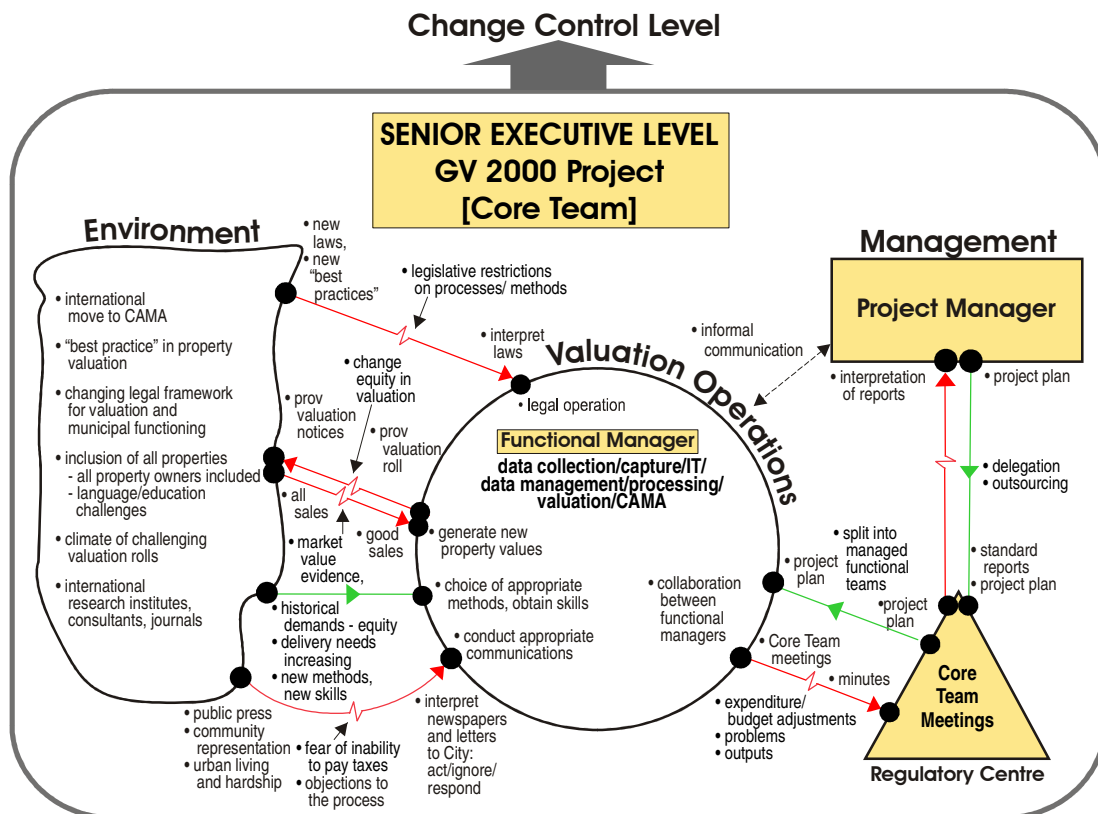 Change Control Level
SENIOR EXECUTIVE LEVEL
GV 2000 Project
[Core Team]
Environment
• international
move to CAMA
• "best practice" in property
valuation
• changing legal framework
for valuation and
municipal functioning
• inclusion of all properties
- all property owners included
- language/education
challenges
• climate of challenging
valuation rolls
• international
research institutes,
consultants, journals
• new
laws,
• new
"best
practices"
• legislative restrictions
on processes/ methods
• interpret
laws
• change
equity in
valuation
• prov
valuation
notices
• prov
valuation
roll
• all
sales
• good
sales
• market
value
evidence,
• historical
demands - equity
• delivery needs
increasing
• new methods,
new skills
• public press
• community
representation
• urban living
and hardship
• fear of inability
to pay taxes
• objections to
the process
• interpret
newspapers
and letters
to City:
act/ignore/
respond
Valuation Operations
• legal operation
Functional Manager
data collection/capture/IT/
data management/processing/
valuation/CAMA
• generate new
property values
• choice of appropriate
methods, obtain skills
• conduct appropriate
communications
• collaboration
between
functional
managers
• informal
communication
Management
Project Manager
• interpretation
of reports
• project plan
• delegation
• outsourcing
• split into
managed
functional
teams
• project
plan
• project
plan
• standard
reports
• project plan
• Core Team
meetings
• minutes
• expenditure/
budget adjustments
• problems
• outputs
Core
Team
Meetings
Regulatory Centre